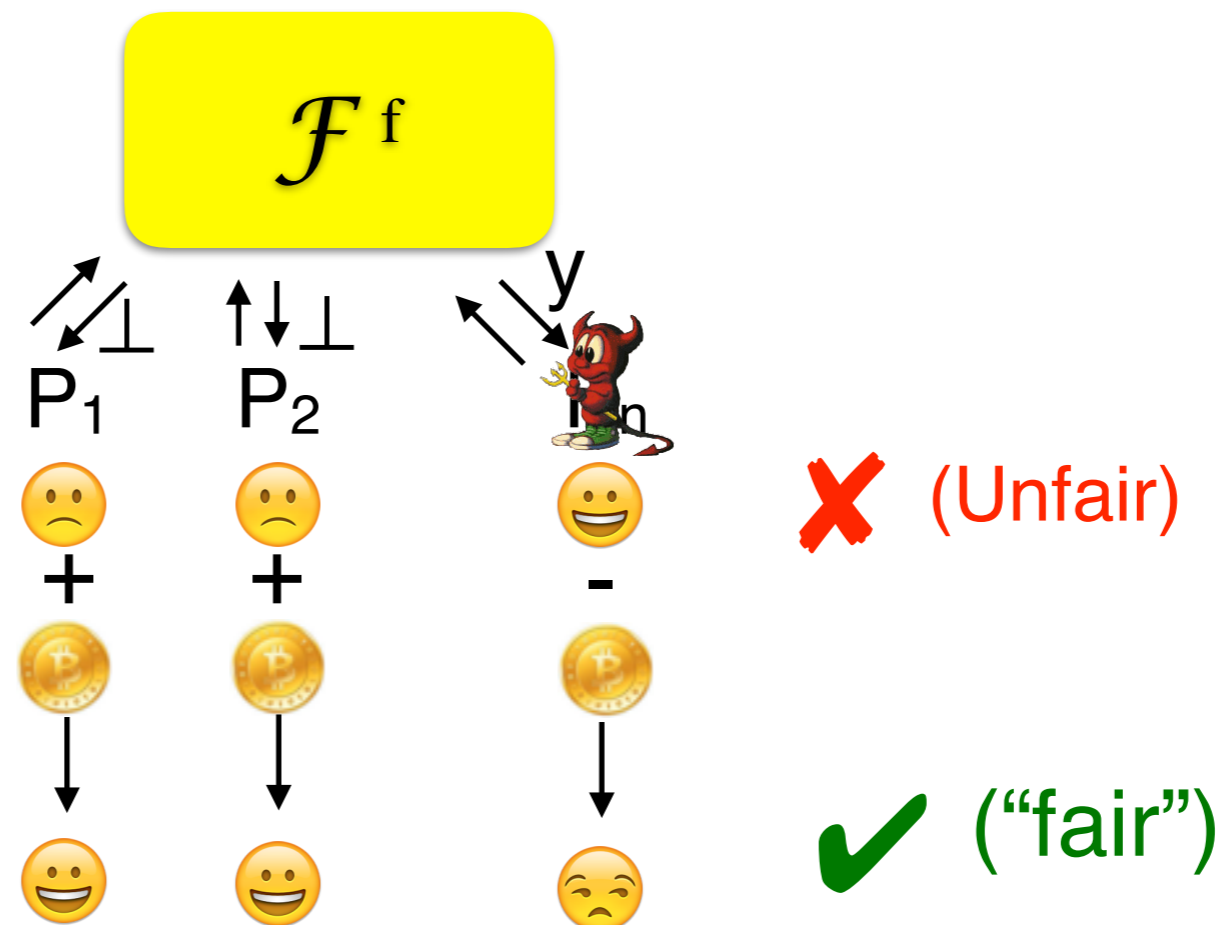 ℱ f
y
⊥ ⊥
P₁ P₂ n
(Unfair)
+ + -
(“fair”)